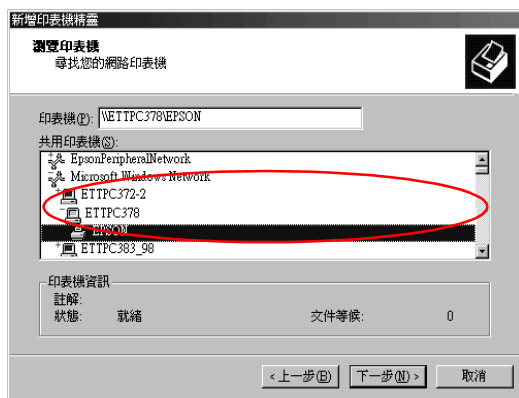 新增印表機精靈
瀏覽印表機
尋找您的網路印表機
印表機(P): \\ETTPC378\EPSON
共用印表機(S):
EpsonPeripheralNetwork
Microsoft Windows Network
ETTPC372-2
ETTPC378
EPSON
ETTPC383_98
印表機資訊
註解:
狀態: 就緒 文件等候: 0
<上一步(B) 下一步(N) > 取消